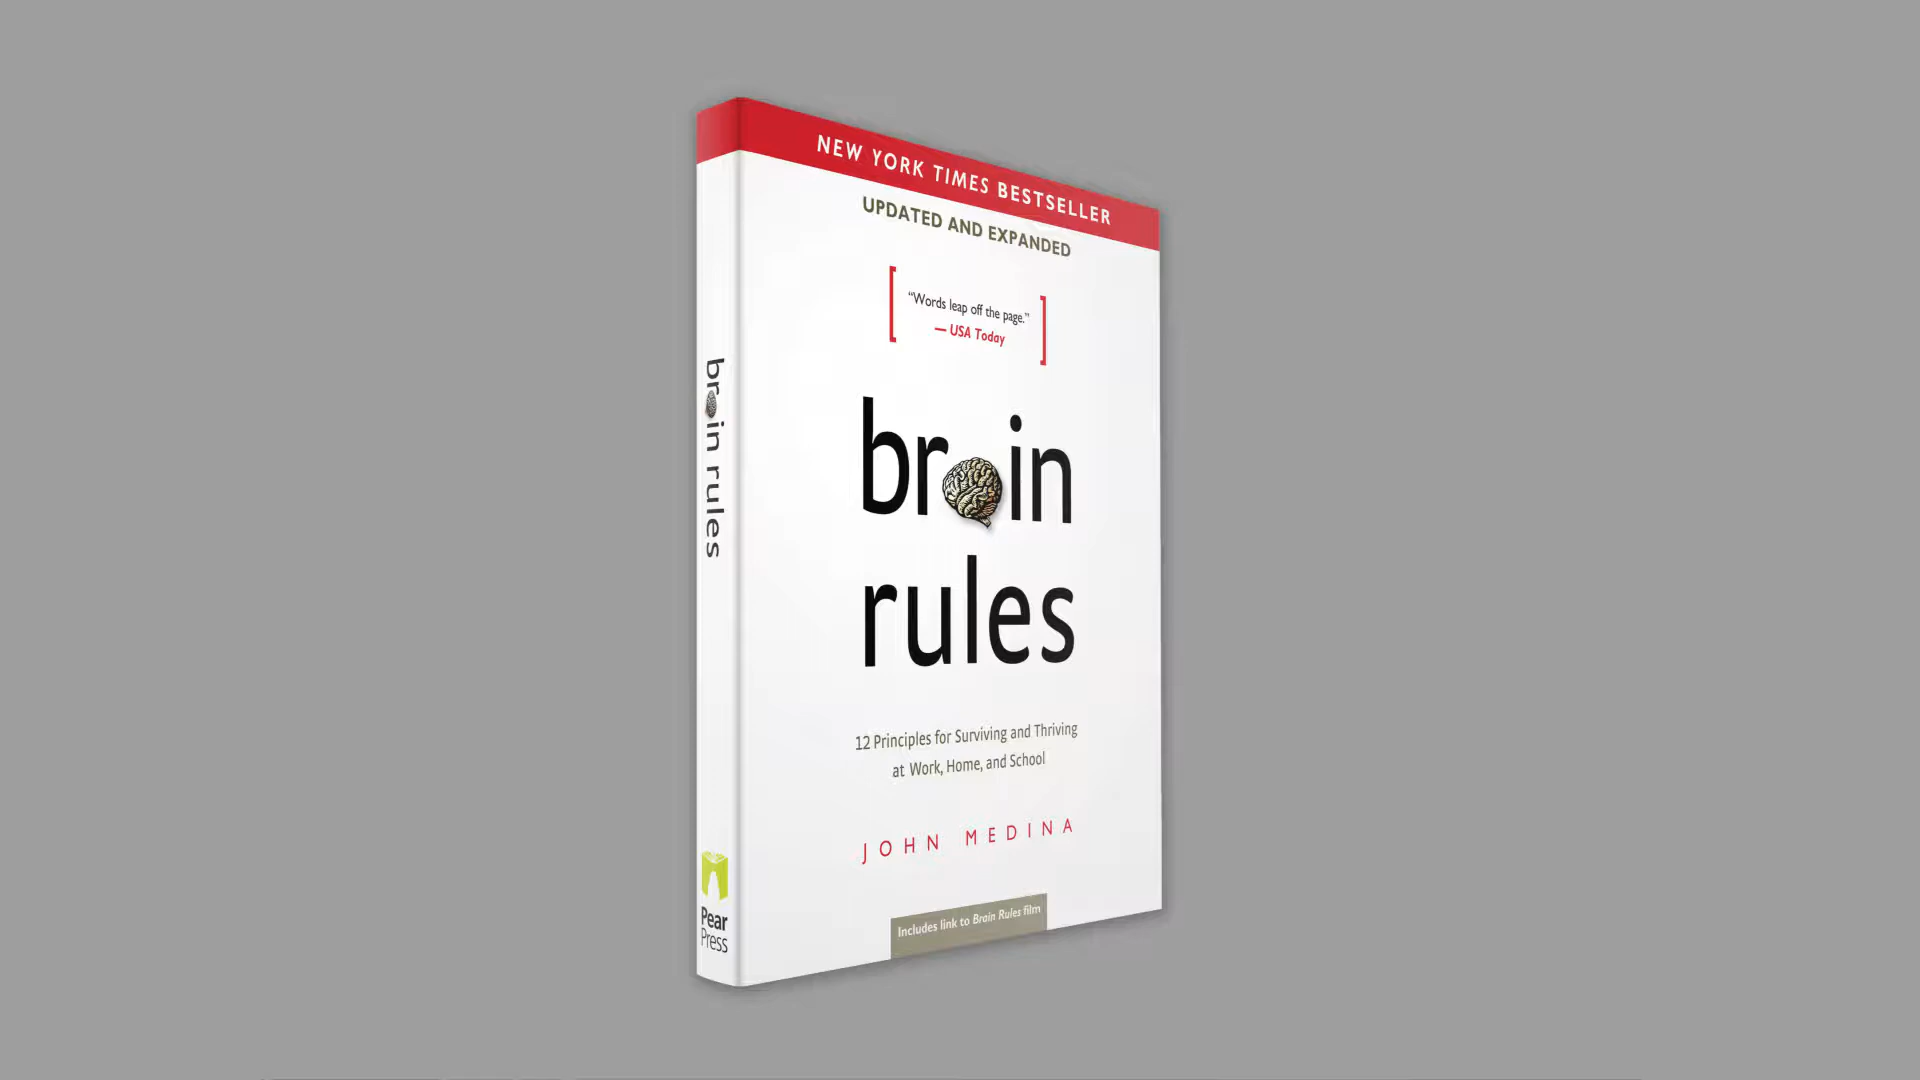 NEW YORK TIMES BESTSELLER
UPDATED AND EXPANDED
“Words leap off the page.”
— USA Today
brain
rules
12 Principles for Surviving and Thriving
at Work, Home, and School
JOHN MEDINA
Includes link to Brain Rules film
brain rules
Pear
Press